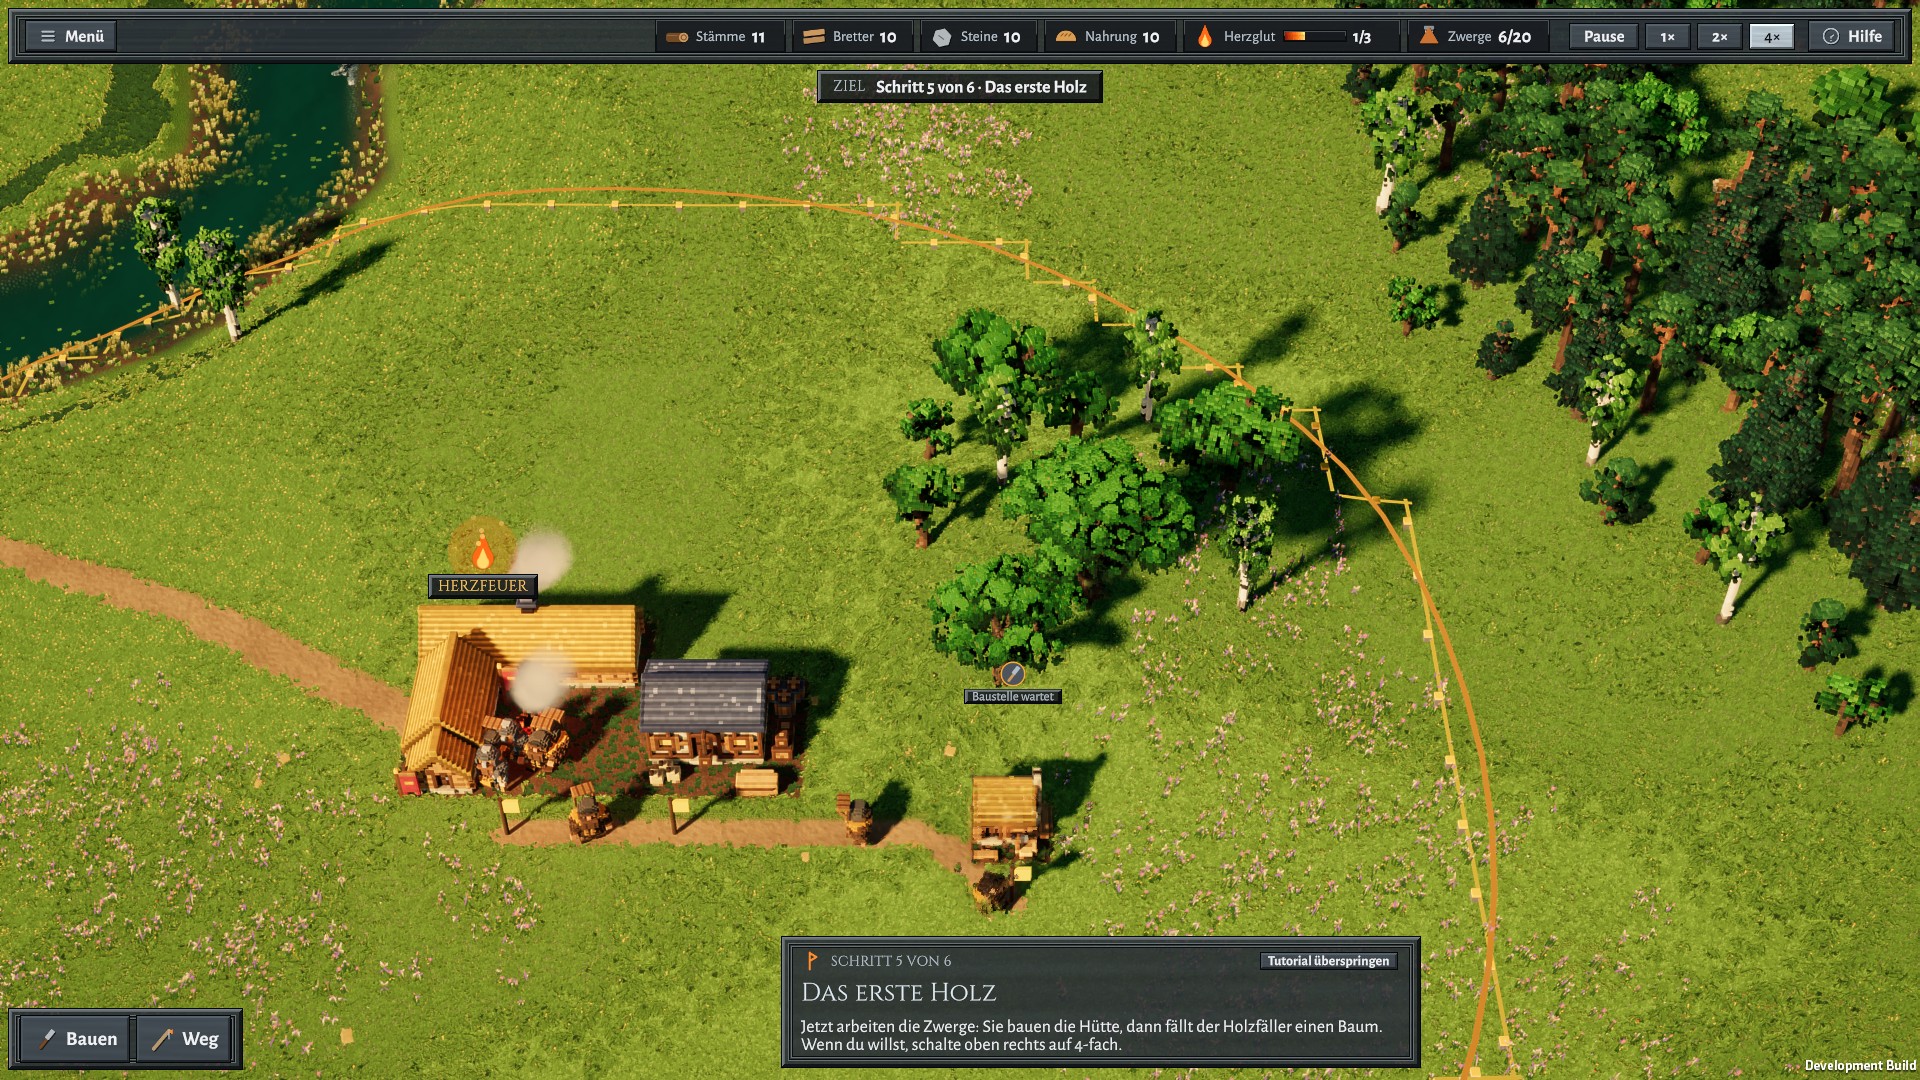 Menü
Stämme 11
Bretter 10
Steine 10
Nahrung 10
Herzglut 1/3
Zwerge 6/20
Pause
1×
2×
4×
Hilfe
ZIEL Schritt 5 von 6 · Das erste Holz
HERZFEUER
Baustelle wartet
SCHRITT 5 VON 6
Tutorial überspringen
Das erste Holz
Jetzt arbeiten die Zwerge: Sie bauen die Hütte, dann fällt der Holzfäller einen Baum.
Wenn du willst, schalte oben rechts auf 4-fach.
Bauen
Weg
Development Build